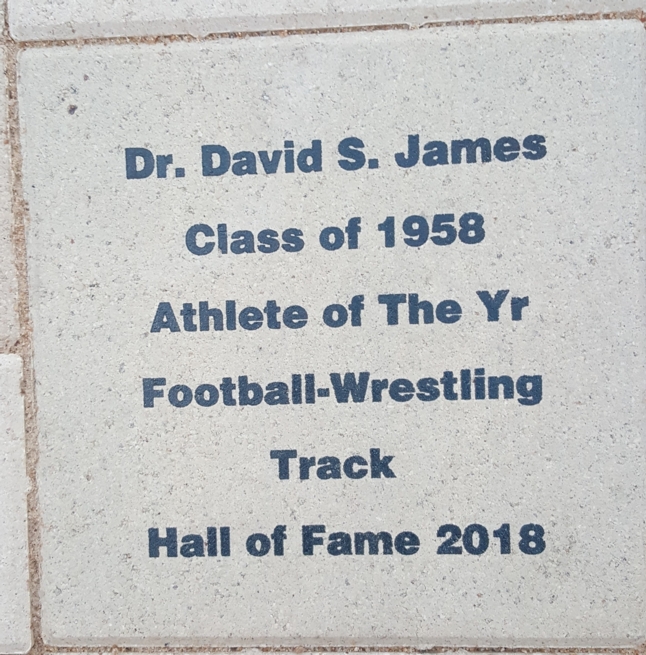 Dr. David S. James
Class of 1958
Athlete of The Yr
Football-Wrestling
Track
Hall of Fame 2018